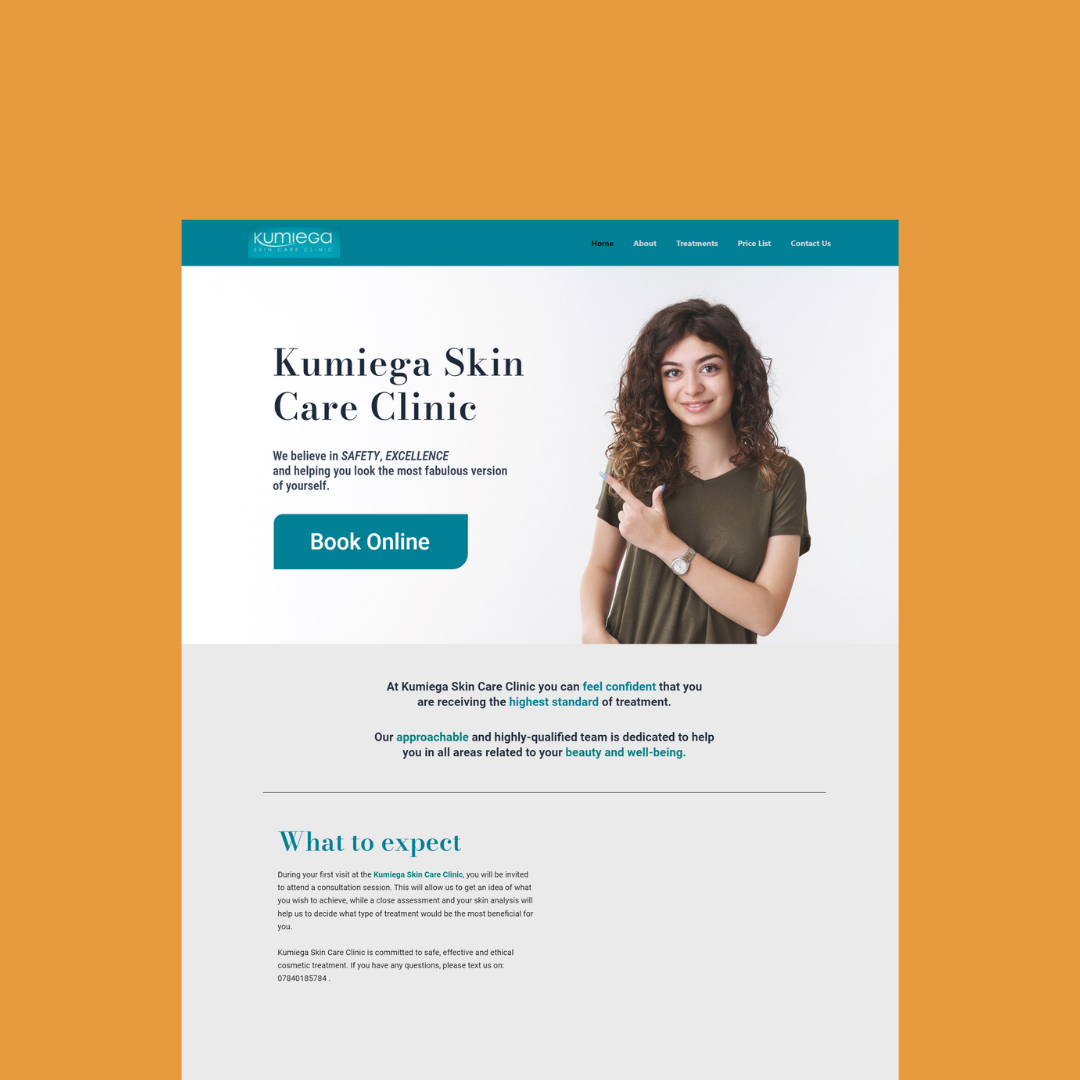 KUMIEGA
SKIN CARE CLINIC
Home About Treatments Price List Contact Us
Kumiega Skin
Care Clinic
We believe in SAFETY, EXCELLENCE
and helping you look the most fabulous version
of yourself.
Book Online
At Kumiega Skin Care Clinic you can feel confident that you
are receiving the highest standard of treatment.
Our approachable and highly-qualified team is dedicated to help
you in all areas related to your beauty and well-being.
What to expect
During your first visit at the Kumiega Skin Care Clinic, you will be invited
to attend a consultation session. This will allow us to get an idea of what
you wish to achieve, while a close assessment and your skin analysis will
help us to decide what type of treatment would be the most beneficial for
you.
Kumiega Skin Care Clinic is committed to safe, effective and ethical
cosmetic treatment. If you have any questions, please text us on:
07840185784 .